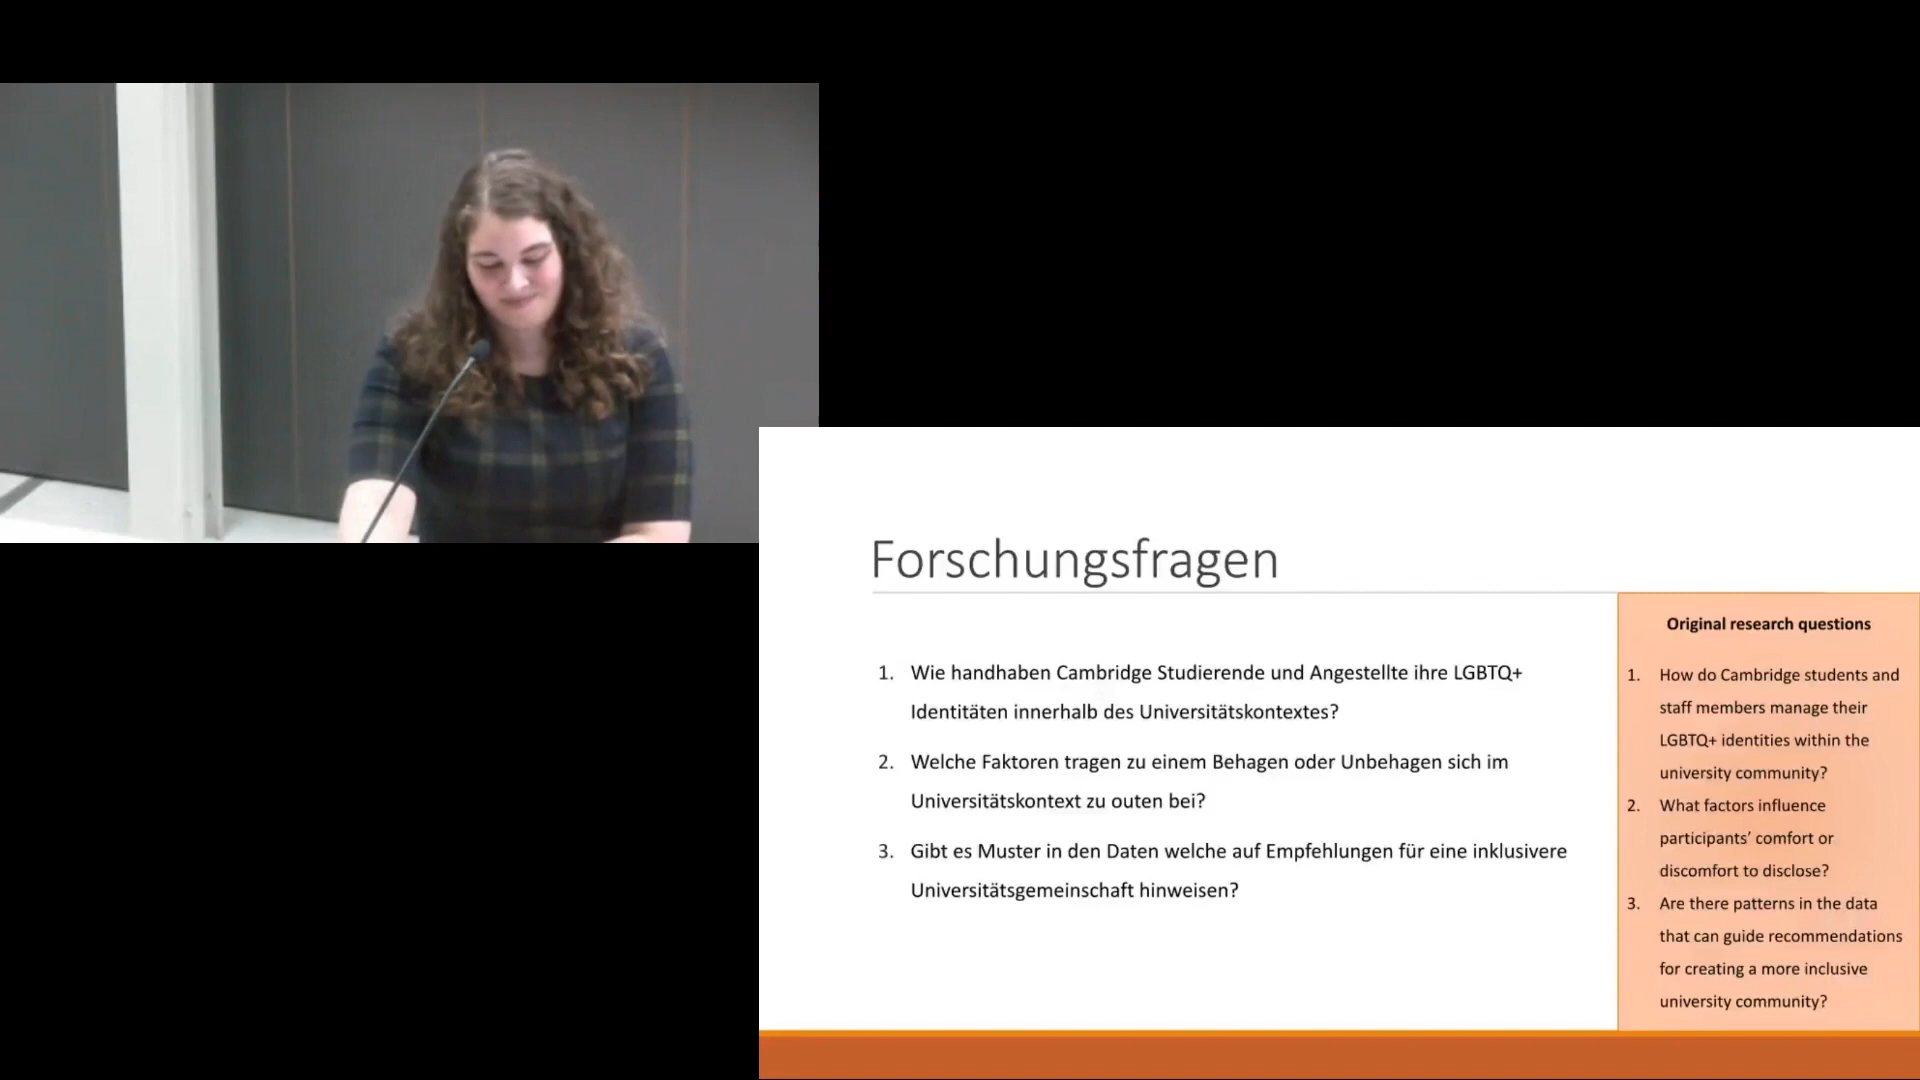 Forschungsfragen
1. Wie handhaben Cambridge Studierende und Angestellte ihre LGBTQ+
Identitäten innerhalb des Universitätskontextes?
2. Welche Faktoren tragen zu einem Behagen oder Unbehagen sich im
Universitätskontext zu outen bei?
3. Gibt es Muster in den Daten welche auf Empfehlungen für eine inklusivere
Universitätsgemeinschaft hinweisen?
Original research questions
1. How do Cambridge students and
staff members manage their
LGBTQ+ identities within the
university community?
2. What factors influence
participants’ comfort or
discomfort to disclose?
3. Are there patterns in the data
that can guide recommendations
for creating a more inclusive
university community?